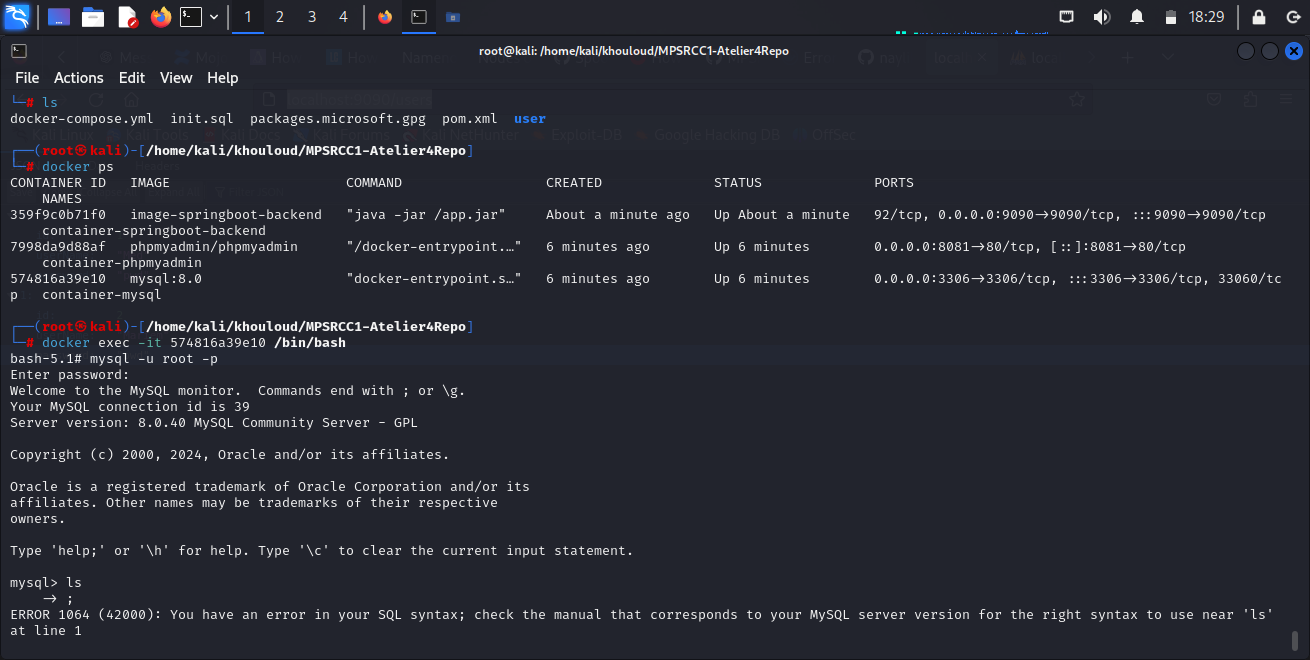 1 2 3 4 18:29
root@kali: /home/kali/khouloud/MPSRCC1-Atelier4Repo
File Actions Edit View Help
└─# ls
docker-compose.yml  init.sql  packages.microsoft.gpg  pom.xml  user
┌──(root㉿kali)-[/home/kali/khouloud/MPSRCC1-Atelier4Repo]
└─# docker ps
CONTAINER ID   IMAGE                      COMMAND                  CREATED              STATUS              PORTS
    NAMES
359f9c0b71f0   image-springboot-backend   "java -jar /app.jar"     About a minute ago   Up About a minute   92/tcp, 0.0.0.0:9090→9090/tcp, :::9090→9090/tcp
    container-springboot-backend
7998da9d88af   phpmyadmin/phpmyadmin      "/docker-entrypoint.…"   6 minutes ago        Up 6 minutes        0.0.0.0:8081→80/tcp, [::]:8081→80/tcp
    container-phpmyadmin
574816a39e10   mysql:8.0                  "docker-entrypoint.s…"   6 minutes ago        Up 6 minutes        0.0.0.0:3306→3306/tcp, :::3306→3306/tcp, 33060/tc
p   container-mysql
┌──(root㉿kali)-[/home/kali/khouloud/MPSRCC1-Atelier4Repo]
└─# docker exec -it 574816a39e10 /bin/bash
bash-5.1# mysql -u root -p
Enter password:
Welcome to the MySQL monitor.  Commands end with ; or \g.
Your MySQL connection id is 39
Server version: 8.0.40 MySQL Community Server - GPL
Copyright (c) 2000, 2024, Oracle and/or its affiliates.
Oracle is a registered trademark of Oracle Corporation and/or its
affiliates. Other names may be trademarks of their respective
owners.
Type 'help;' or '\h' for help. Type '\c' to clear the current input statement.
mysql> ls
    → ;
ERROR 1064 (42000): You have an error in your SQL syntax; check the manual that corresponds to your MySQL server version for the right syntax to use near 'ls'
at line 1